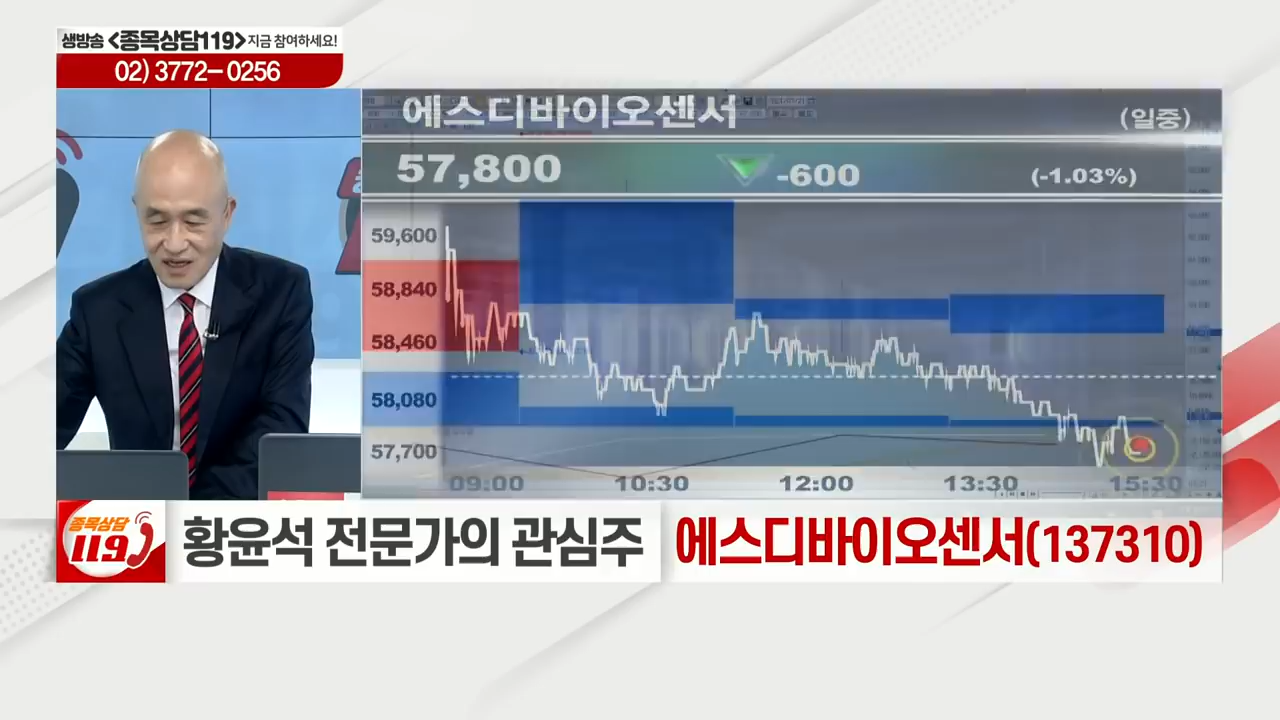 생방송 <종목상담119> 지금 참여하세요!
02) 3772-0256
에스디바이오센서 (일중)
57,800 -600 (-1.03%)
59,600
58,840
58,460
58,080
57,700
09:00 10:30 12:00 13:30 15:30
종목상담
119
황윤석 전문가의 관심주 에스디바이오센서(137310)